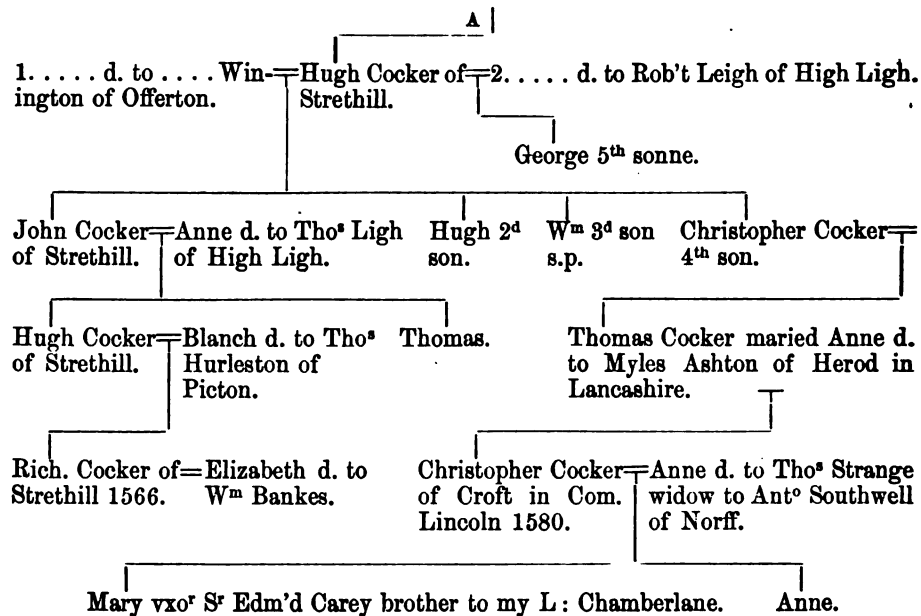 A
1. . . . . d. to . . . . Win- Hugh Cocker of 2. . . . . d. to Rob't Leigh of High Ligh.
ington of Offerton. Strethill.
George 5th sonne.
John Cocker Anne d. to Thos Ligh Hugh 2d Wm 3d son Christopher Cocker
of Strethill. of High Ligh. son. s.p. 4th son.
Hugh Cocker Blanch d. to Thos Thomas. Thomas Cocker maried Anne d.
of Strethill. Hurleston of to Myles Ashton of Herod in
Picton. Lancashire.
Rich. Cocker of = Elizabeth d. to Christopher Cocker Anne d. to Thos Strange
Strethill 1566. Wm Bankes. of Croft in Com. widow to Anto Southwell
Lincoln 1580. of Norff.
Mary vxor Sr Edm'd Carey brother to my L: Chamberlane. Anne.